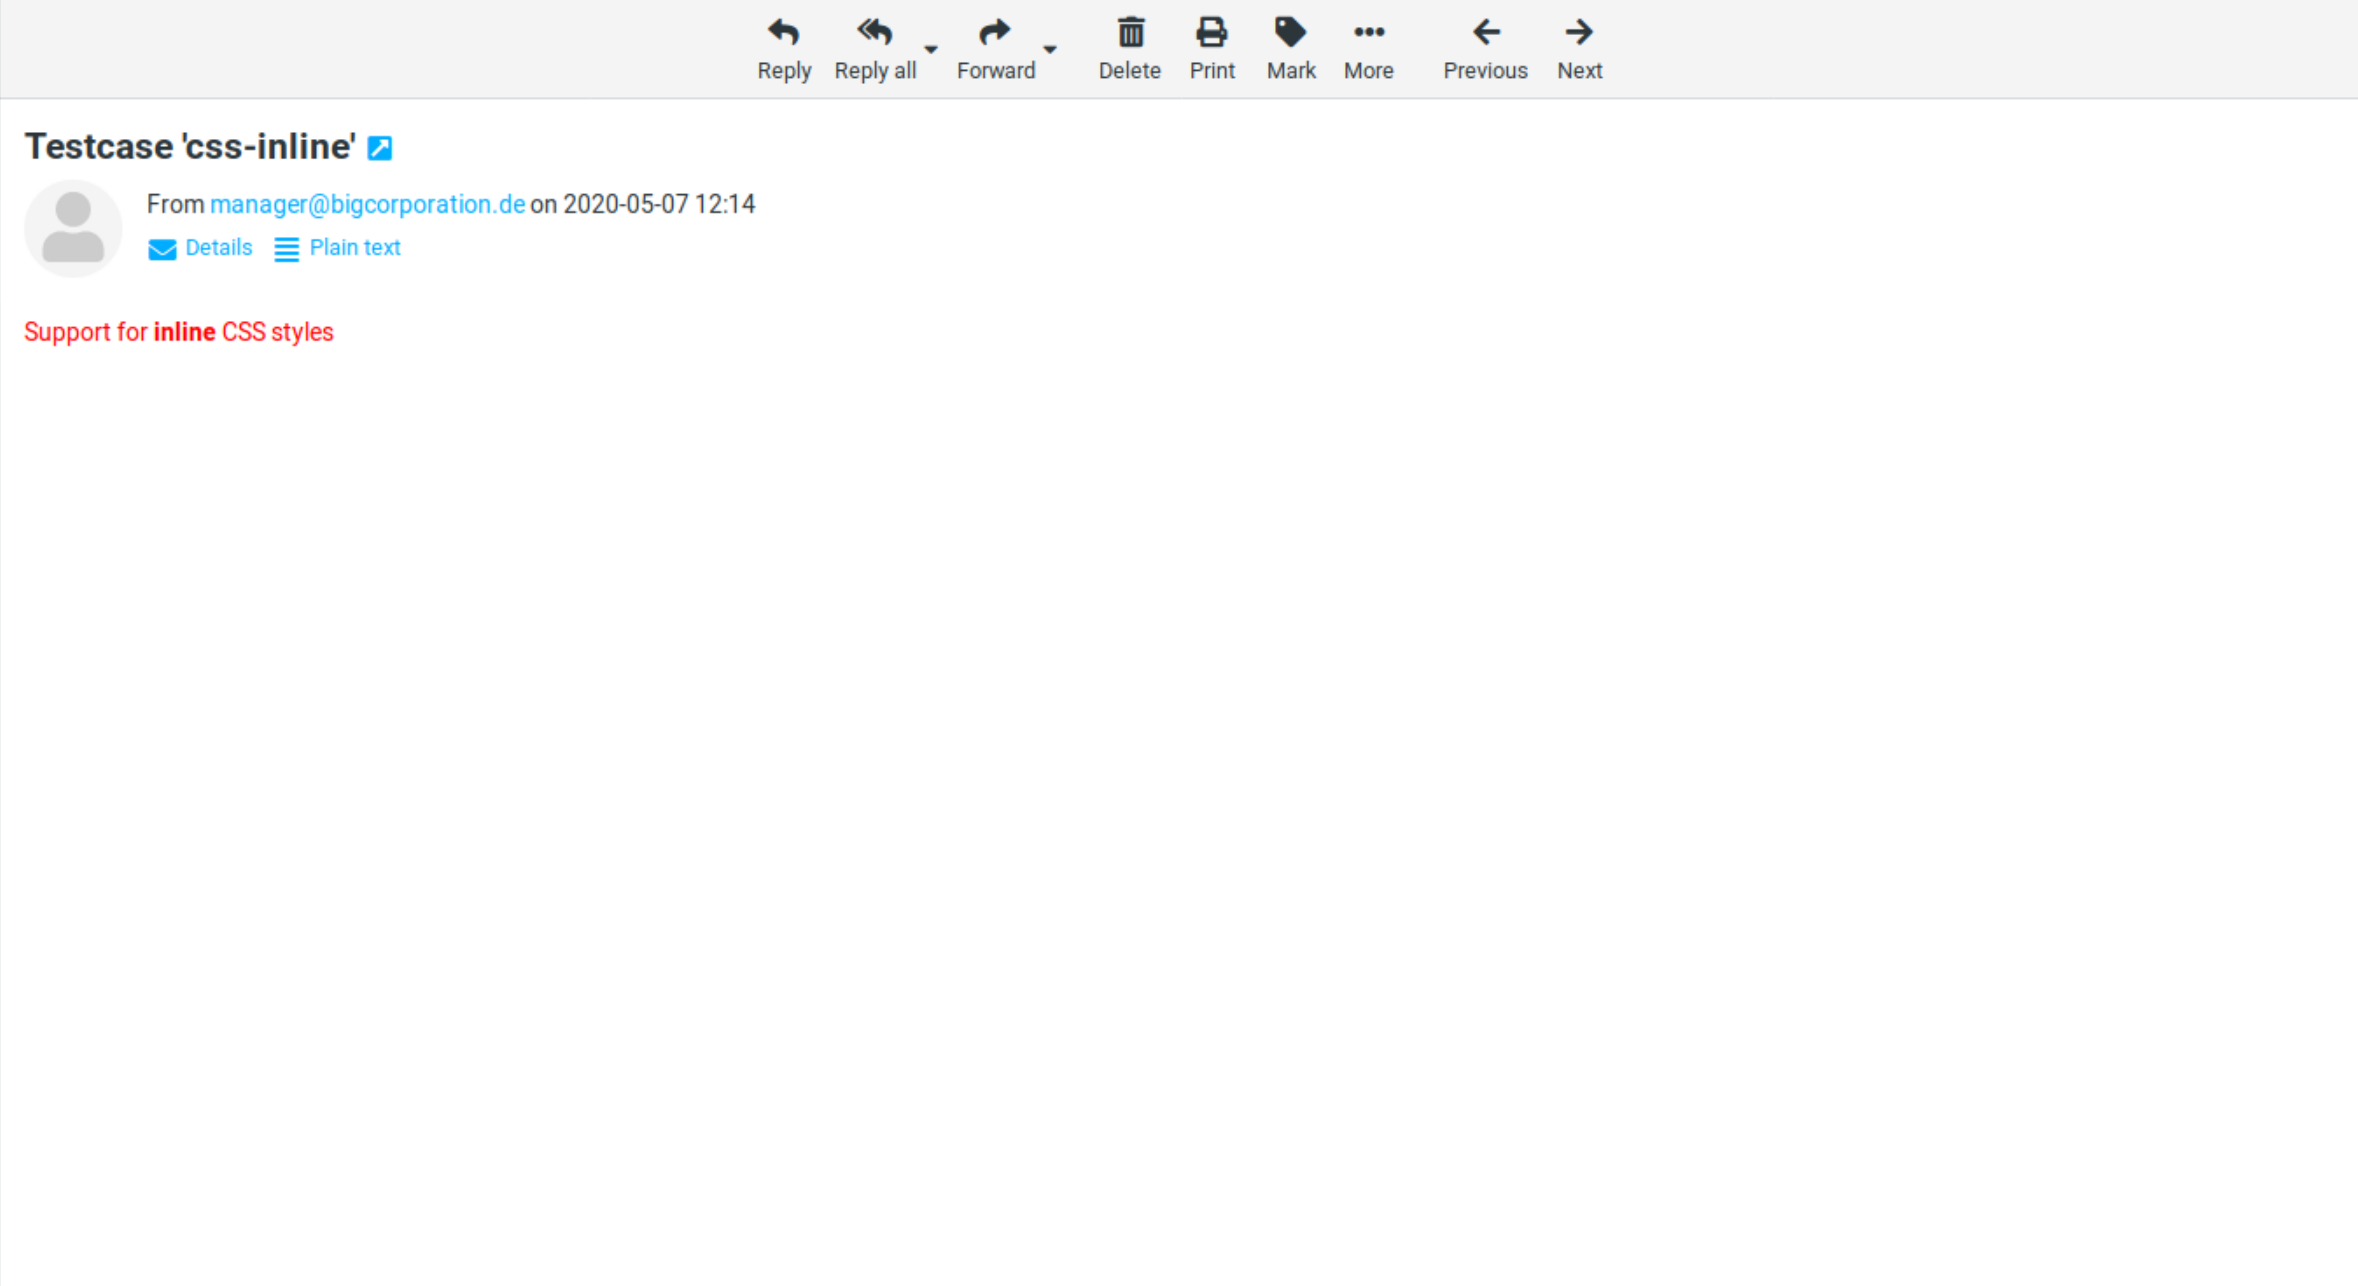 Reply Reply all Forward Delete Print Mark More Previous Next
Testcase 'css-inline'
From manager@bigcorporation.de on 2020-05-07 12:14
Details Plain text
Support for inline CSS styles